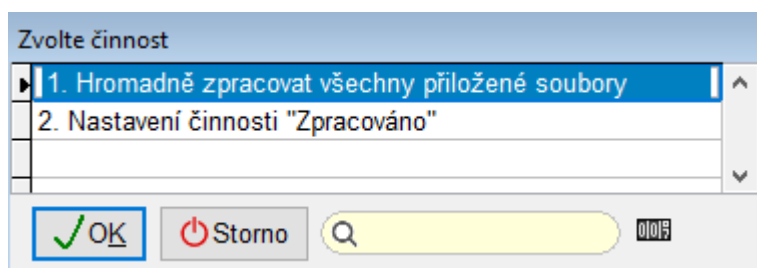 Zvolte činnost
1. Hromadně zpracovat všechny přiložené soubory
2. Nastavení činnosti "Zpracováno"
OK Storno